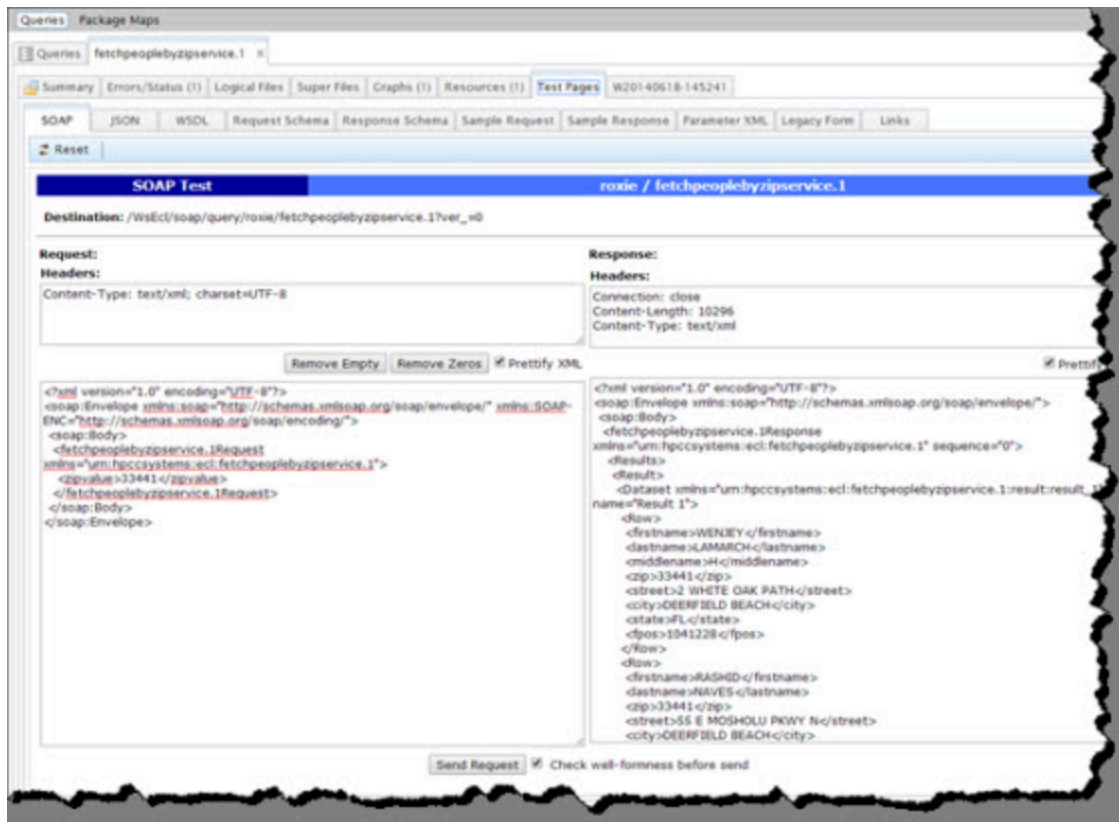 Queries Package Maps
Queries fetchpeoplebyzipservice.1 ×
Summary Errors/Status (1) Logical Files Super Files Graphs (1) Resources (1) Test Pages W20140618-145241
SOAP JSON WSDL Request Schema Response Schema Sample Request Sample Response Parameter XML Legacy Form Links
Reset
SOAP Test roxie / fetchpeoplebyzipservice.1
Destination: /WsEcl/soap/query/roxie/fetchpeoplebyzipservice.1?ver_=0
Request:
Headers:
Content-Type: text/xml; charset=UTF-8
Remove Empty Remove Zeros Prettify XML
<?xml version="1.0" encoding="UTF-8"?>
<soap:Envelope xmlns:soap="http://schemas.xmlsoap.org/soap/envelope/" xmlns:SOAP-
ENC="http://schemas.xmlsoap.org/soap/encoding/">
<soap:Body>
<fetchpeoplebyzipservice.1Request
xmlns="urn:hpccsystems:ecl:fetchpeoplebyzipservice.1">
<zipvalue>33441</zipvalue>
</fetchpeoplebyzipservice.1Request>
</soap:Body>
</soap:Envelope>
Response:
Headers:
Connection: close
Content-Length: 10296
Content-Type: text/xml
Prettif
<?xml version="1.0" encoding="UTF-8"?>
<soap:Envelope xmlns:soap="http://schemas.xmlsoap.org/soap/envelope/">
<soap:Body>
<fetchpeoplebyzipservice.1Response
xmlns="urn:hpccsystems:ecl:fetchpeoplebyzipservice.1" sequence="0">
<Results>
<Result>
<Dataset xmlns="urn:hpccsystems:ecl:fetchpeoplebyzipservice.1:result:result_1"
name="Result 1">
<Row>
<firstname>WENJEY</firstname>
<lastname>LAMARCH</lastname>
<middlename>H</middlename>
<zip>33441</zip>
<street>2 WHITE OAK PATH</street>
<city>DEERFIELD BEACH</city>
<state>FL</state>
<fpos>1041228</fpos>
</Row>
<Row>
<firstname>RASHID</firstname>
<lastname>NAVES</lastname>
<zip>33441</zip>
<street>55 E MOSHOLU PKWY N</street>
<city>DEERFIELD BEACH</city>
Send Request Check well-formness before send